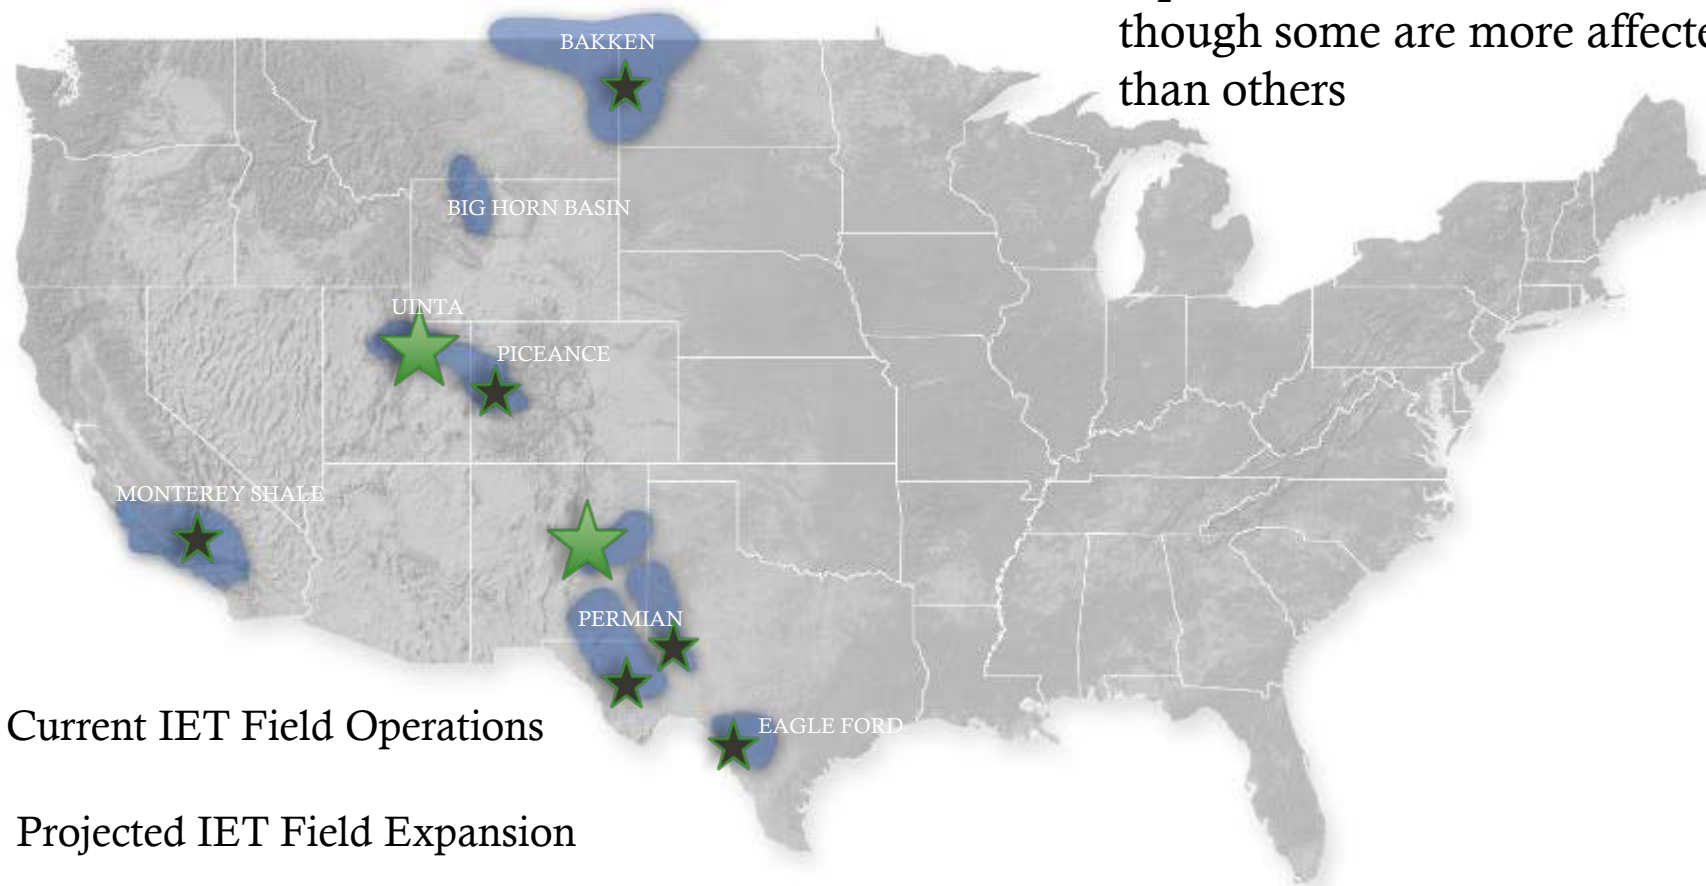 though some are more affecte
than others
BAKKEN
BIG HORN BASIN
UINTA
PICEANCE
MONTEREY SHALE
PERMIAN
EAGLE FORD
Current IET Field Operations
Projected IET Field Expansion